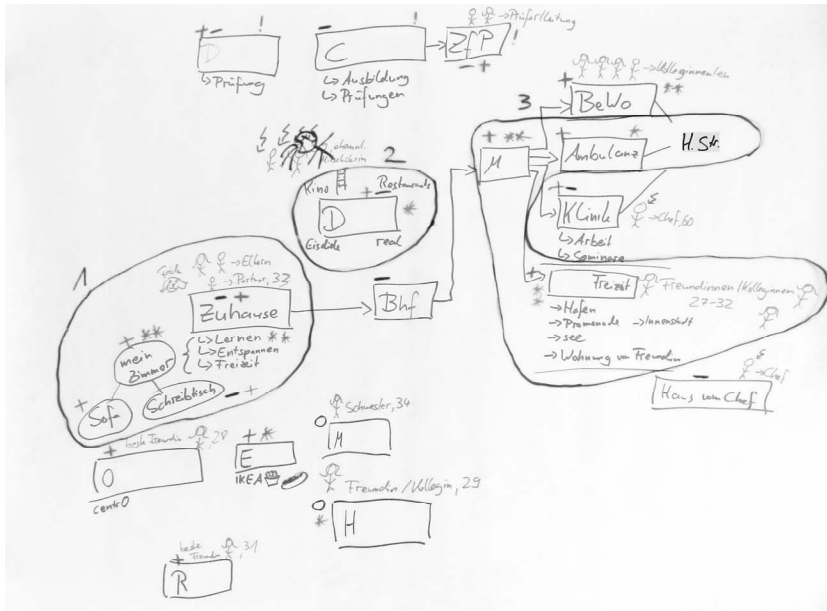 + - !
D
↳ Prüfung
- !
C
↳ Ausbildung
↳ Prüfungen
→ Prüfer/Leitung
ZfP !
- +
3
+ → Kolleginnen
BeWo **
+ **
M
+ *
Ambulanz
H. Str.
+ -
Klinik
→ Chef, 60
↳ Arbeit
↳ Seminare
+
*
*
Freizeit
Freundinnen/Kolleginnen
27-32
→ Hafen
→ Promenade → Innenstadt
→ see
→ Wohnung von Freundin
-
→ Chef
Haus vom Chef
2
Kino + - Restaurants
D *
Eisdiele real
1
→ Eltern
→ Partner, 33
- +
Zuhause
↳ Lernen **
↳ Entspannen
↳ Freizeit
+ **
mein
Zimmer
+
Sofa
Schreibtisch
- +
-
Bhf
+ beste Freundin
O
centrO
+ *
E
IKEA
Schwester, 34
M
Freundin/Kollegin, 29
*
H
beste
Freundin, 31
+
R